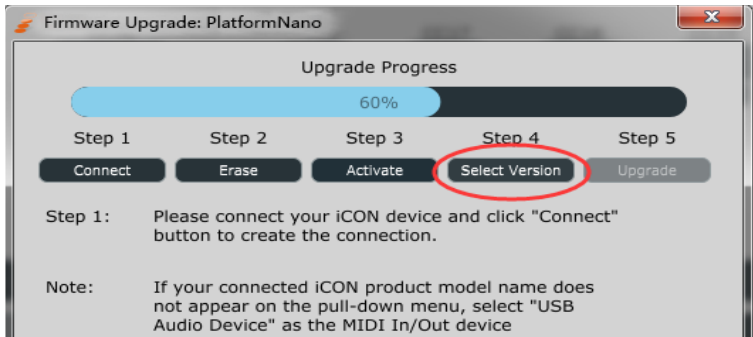 Firmware Upgrade: PlatformNano
Upgrade Progress
60%
Step 1 Step 2 Step 3 Step 4 Step 5
Connect Erase Activate Select Version Upgrade
Step 1: Please connect your iCON device and click "Connect"
button to create the connection.
Note: If your connected iCON product model name does
not appear on the pull-down menu, select "USB
Audio Device" as the MIDI In/Out device